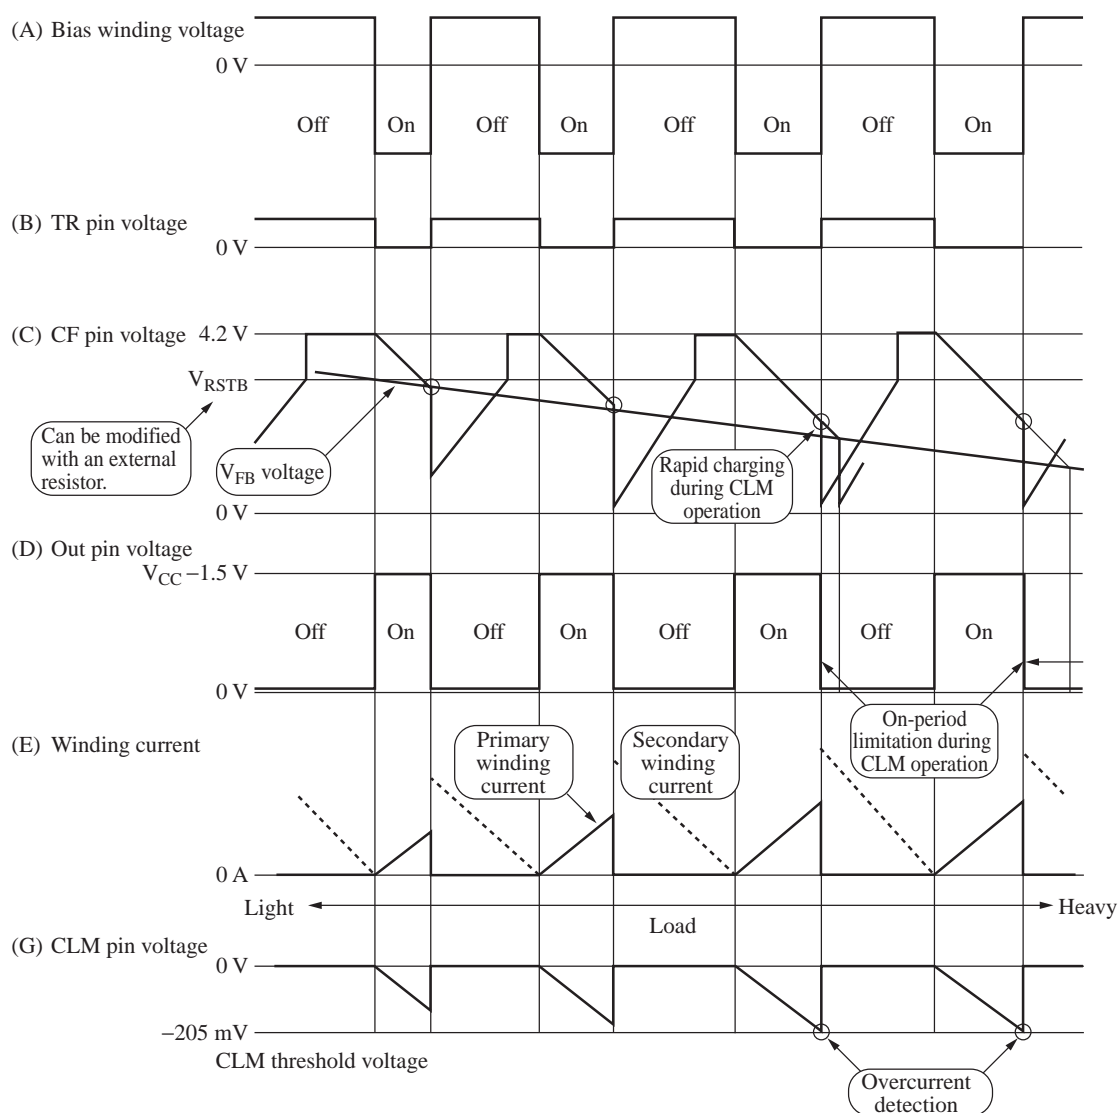 (A) Bias winding voltage
0 V
Off On Off On Off On Off On
(B) TR pin voltage
0 V
(C) CF pin voltage 4.2 V
VRSTB
Can be modified
with an external
resistor.
VFB voltage
Rapid charging
during CLM
operation
0 V
(D) Out pin voltage
VCC −1.5 V
Off On Off On Off On Off On
0 V
On-period
limitation during
CLM operation
(E) Winding current
Primary
winding
current
Secondary
winding
current
0 A
Light Heavy
Load
(G) CLM pin voltage
0 V
−205 mV
CLM threshold voltage
Overcurrent
detection